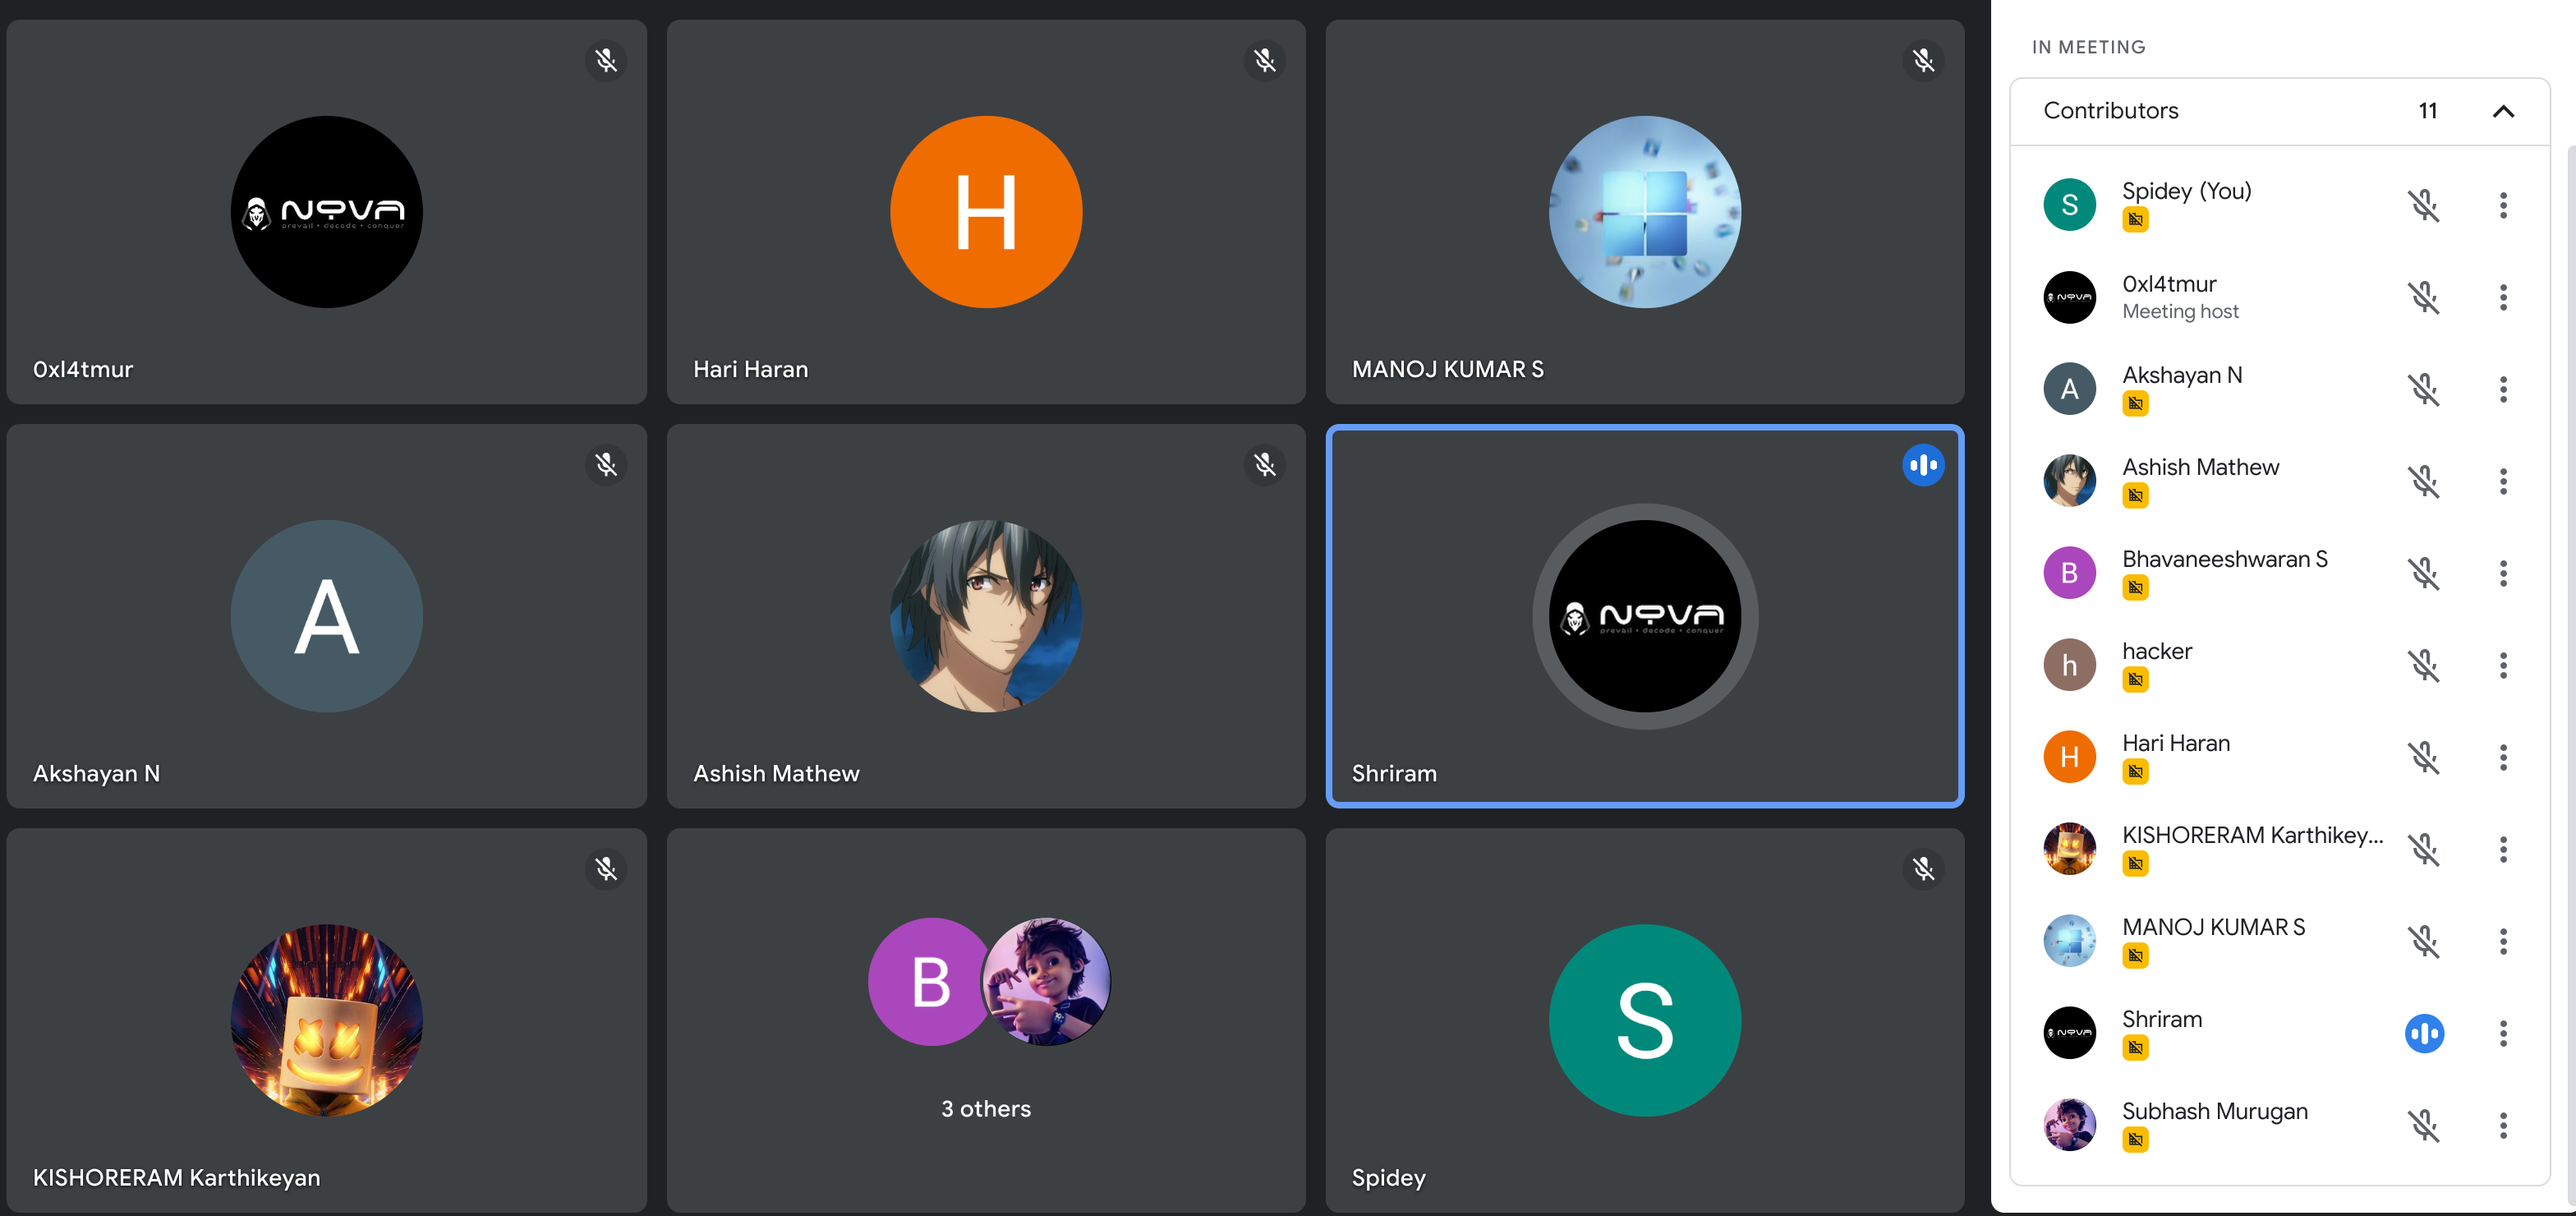 NOVA
prevail • decode • conquer
0xl4tmur
H
Hari Haran
MANOJ KUMAR S
A
Akshayan N
Ashish Mathew
NOVA
prevail • decode • conquer
Shriram
KISHORERAM Karthikeyan
B
3 others
S
Spidey
IN MEETING
Contributors 11
S Spidey (You)
NOVA 0xl4tmur
Meeting host
A Akshayan N
Ashish Mathew
B Bhavaneeshwaran S
h hacker
H Hari Haran
KISHORERAM Karthikey...
MANOJ KUMAR S
NOVA Shriram
Subhash Murugan